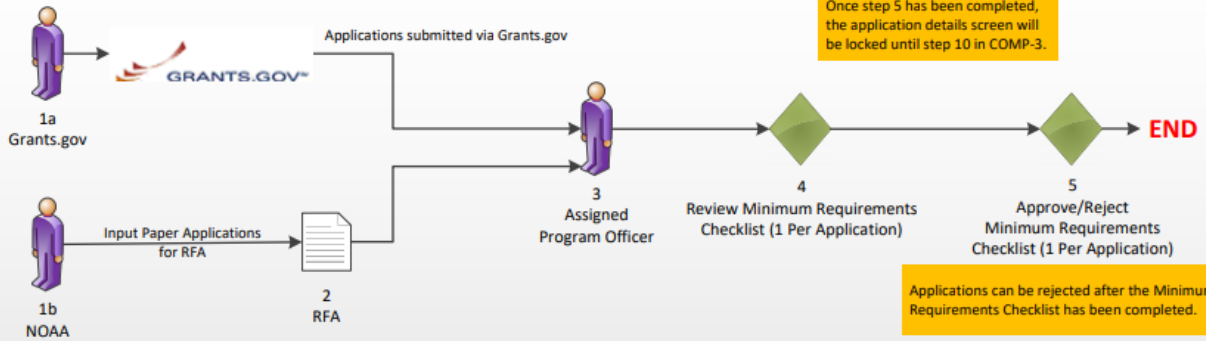 Once step 5 has been completed,
the application details screen will
be locked until step 10 in COMP-3.
Applications submitted via Grants.gov
GRANTS.GOV℠
1a
Grants.gov
END
3
Assigned
Program Officer
4
Review Minimum Requirements
Checklist (1 Per Application)
5
Approve/Reject
Minimum Requirements
Checklist (1 Per Application)
Input Paper Applications
for RFA
1b
NOAA
2
RFA
Applications can be rejected after the Minimum
Requirements Checklist has been completed.